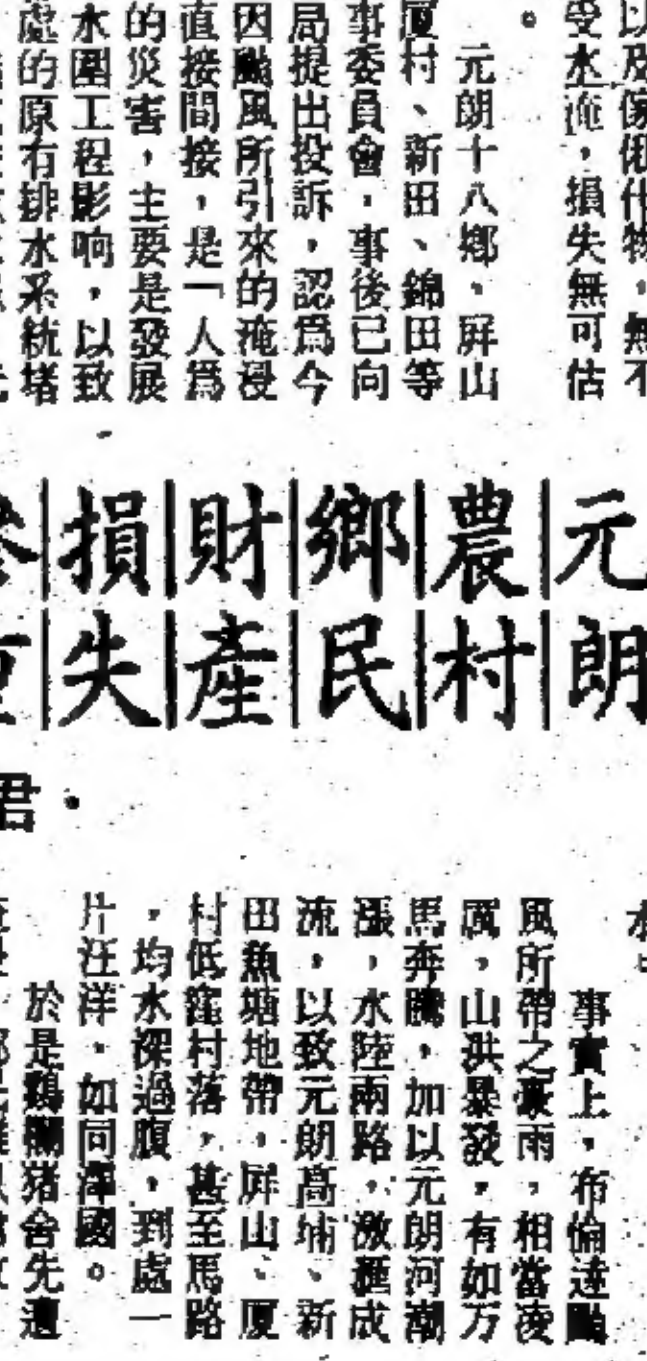 以及傢俱什物,無不
受水淹,損失無可估
。
元朗十八鄉,屏山
厦村、新田、錦田等
事委員會,事後已向
局提出投訴,認爲今
因颱風所引來的淹浸
直接間接,是一人爲
的災害,主要是發展
水圍工程影响,以致
處的原有排水系統堵
元朗
農村
鄉民
財產
損失
君·
水。
事實上,布倫達颱
風所帶之豪雨,相當凌
厲,山洪暴發,有如万
馬奔騰,加以元朗河潮
漲,水陸兩路,激匯成
流,以致元朗髙埔、新
田魚塘地帶,屏山、厦
村低窪村落,甚至馬路
,均水深過腹,到處一
片汪洋,如同澤國。
於是鷄欄猪舍先遭